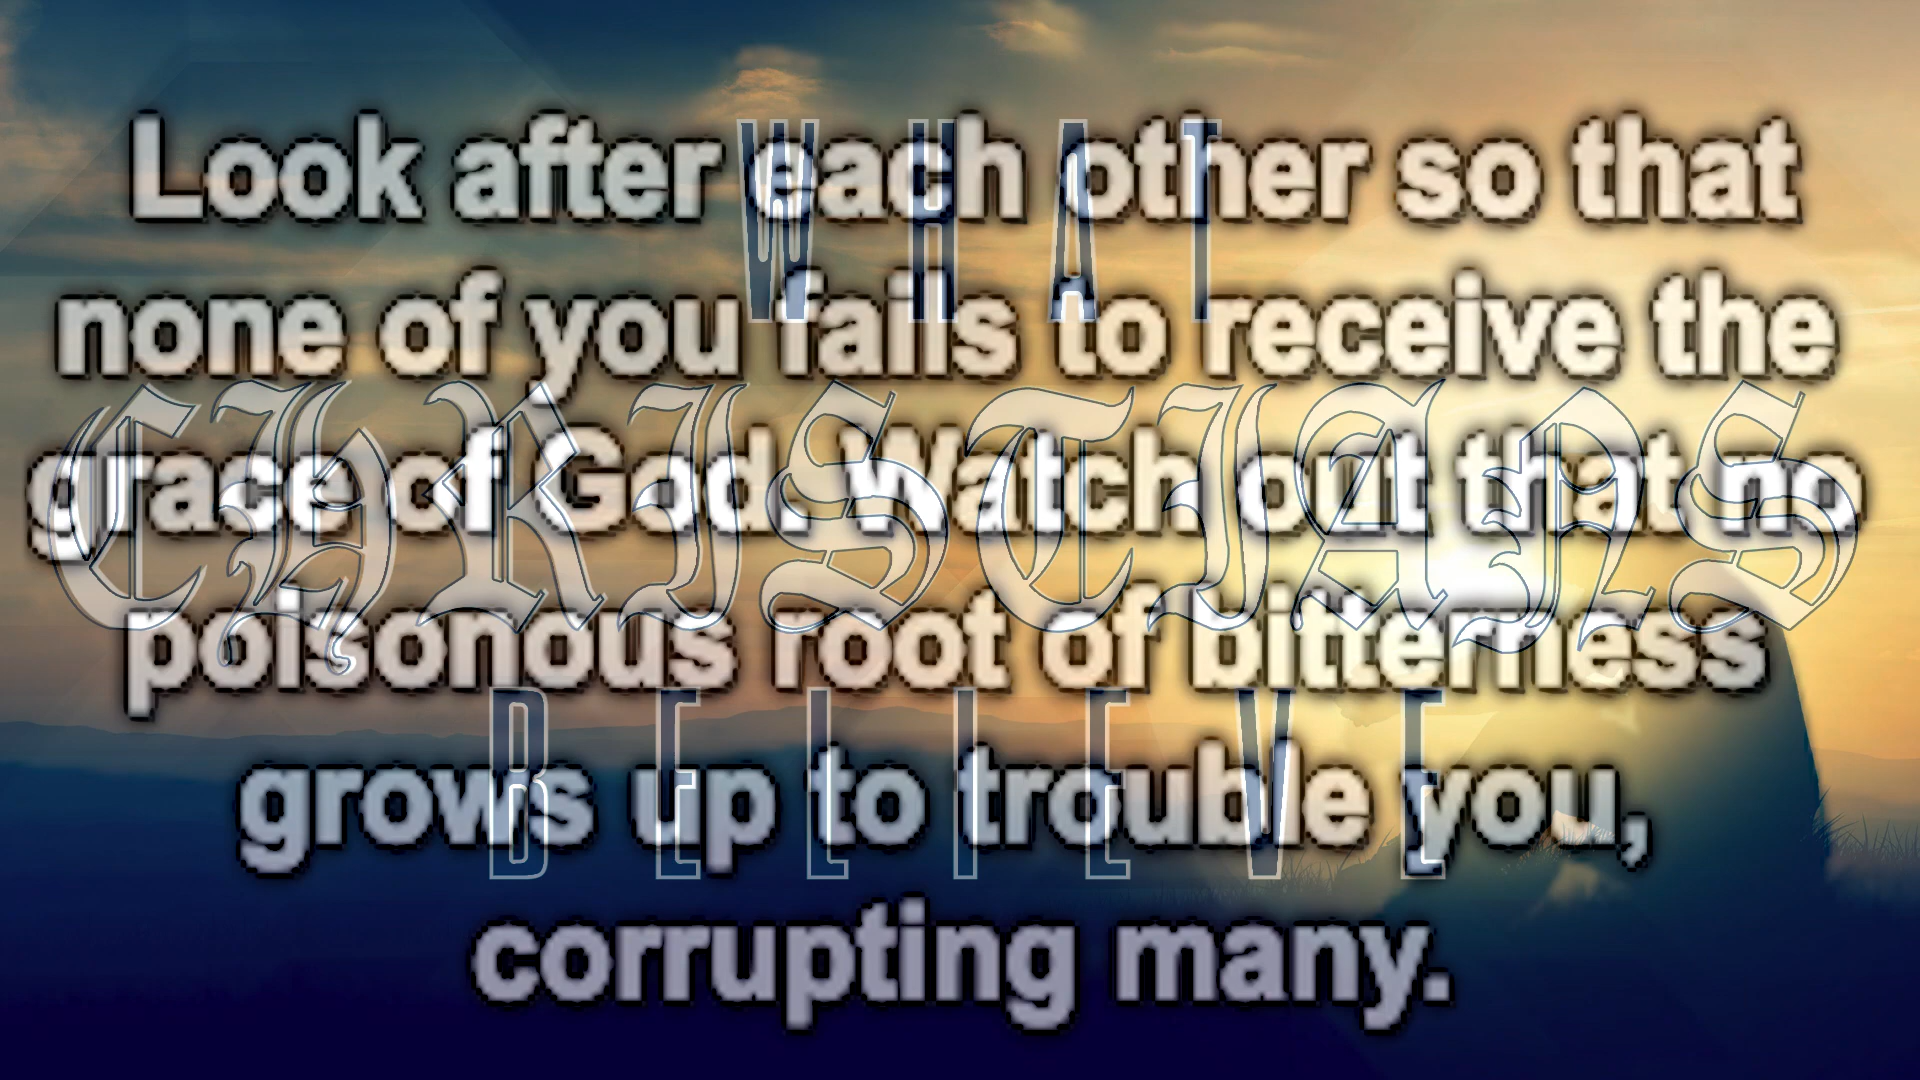 Look after each other so that
none of you fails to receive the
grace of God. Watch out that no
poisonous root of bitterness
grows up to trouble you,
corrupting many.
WHAT
CHRISTIANS
BELIEVE